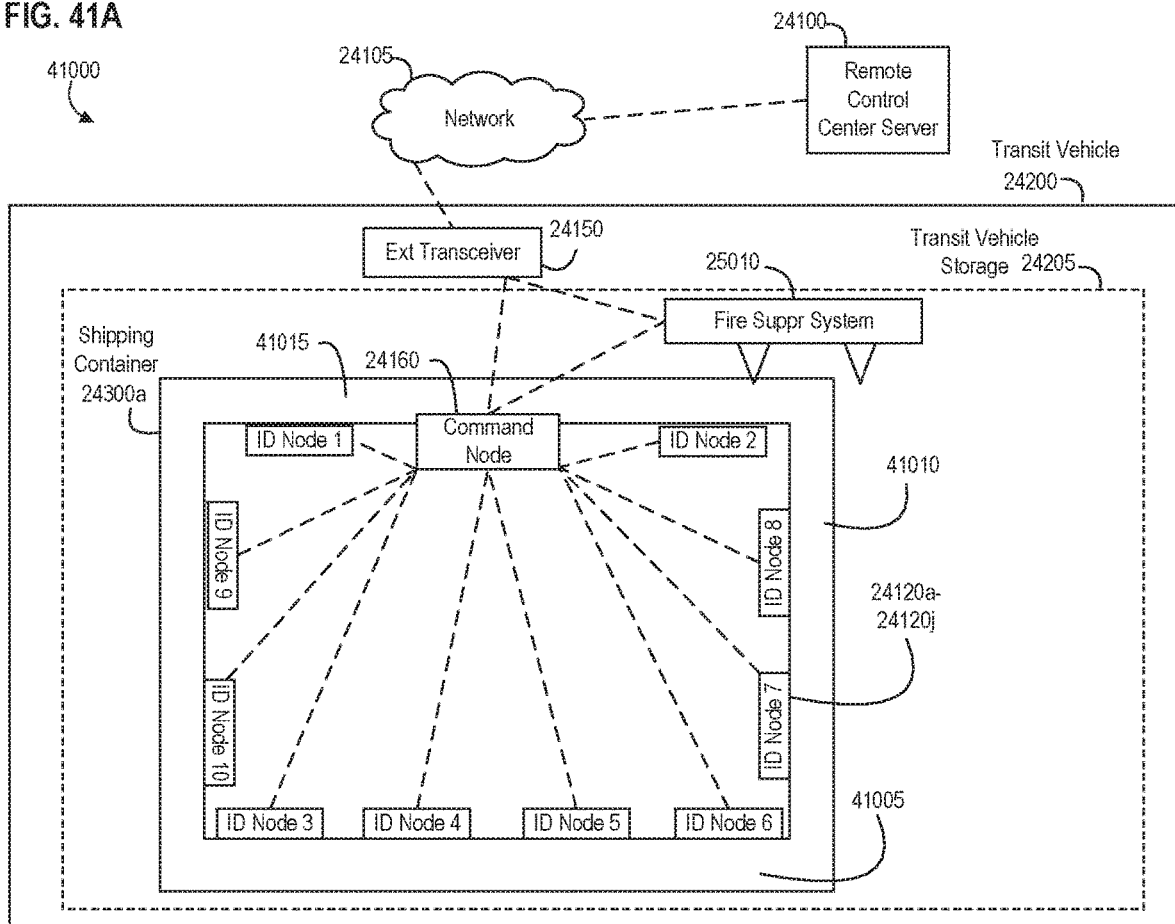 FIG. 41A
41000
24105
24100
Network
Remote
Control
Center Server
Transit Vehicle
24200
Ext Transceiver
24150
Transit Vehicle
Storage 24205
25010
Fire Suppr System
Shipping
Container
24300a
41015
24160
Command
Node
ID Node 1
ID Node 2
41010
ID Node 9
ID Node 8
24120a-
24120j
ID Node 10
ID Node 7
41005
ID Node 3
ID Node 4
ID Node 5
ID Node 6